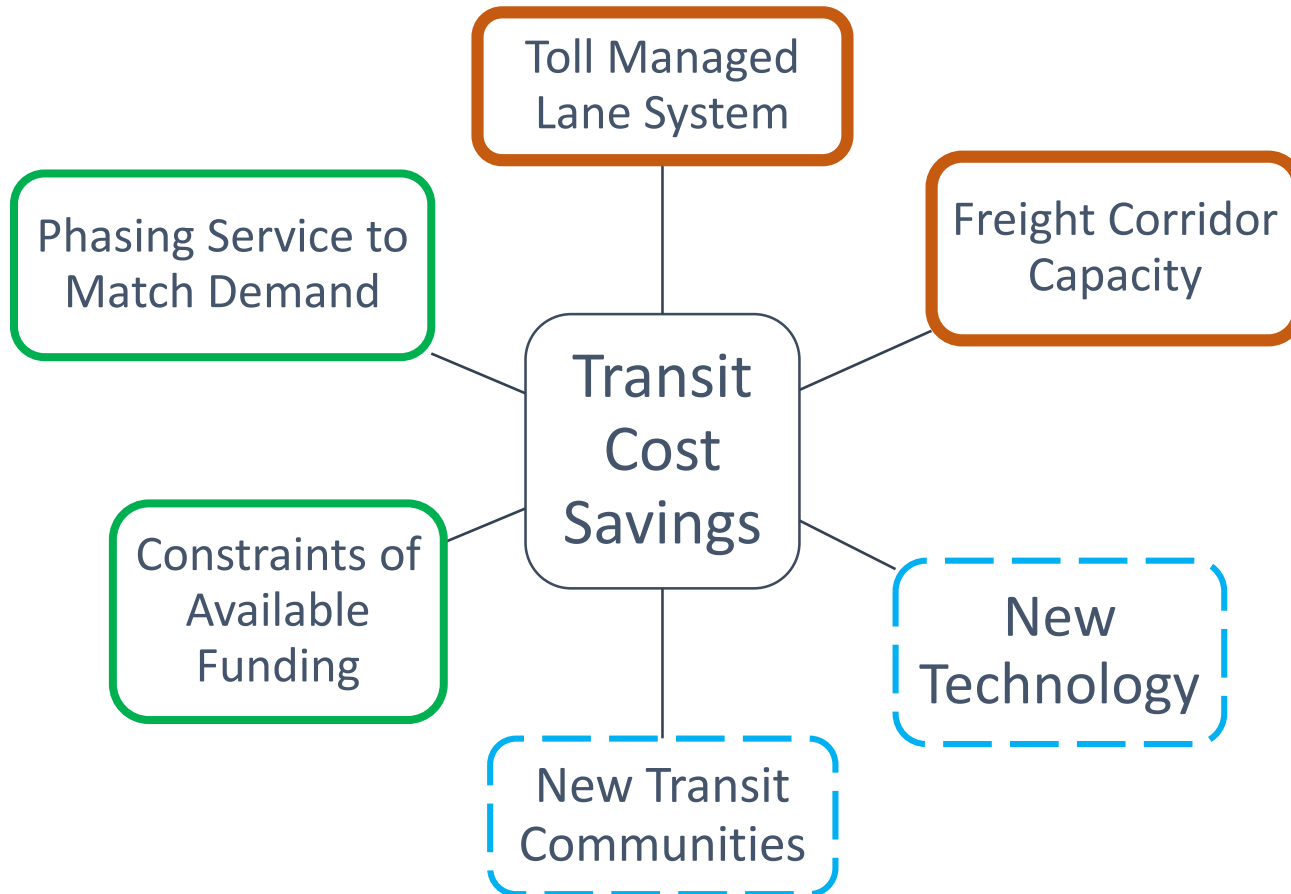 Toll Managed
Lane System
Phasing Service to
Match Demand
Freight Corridor
Capacity
Transit
Cost
Savings
Constraints of
Available
Funding
New
Technology
New Transit
Communities